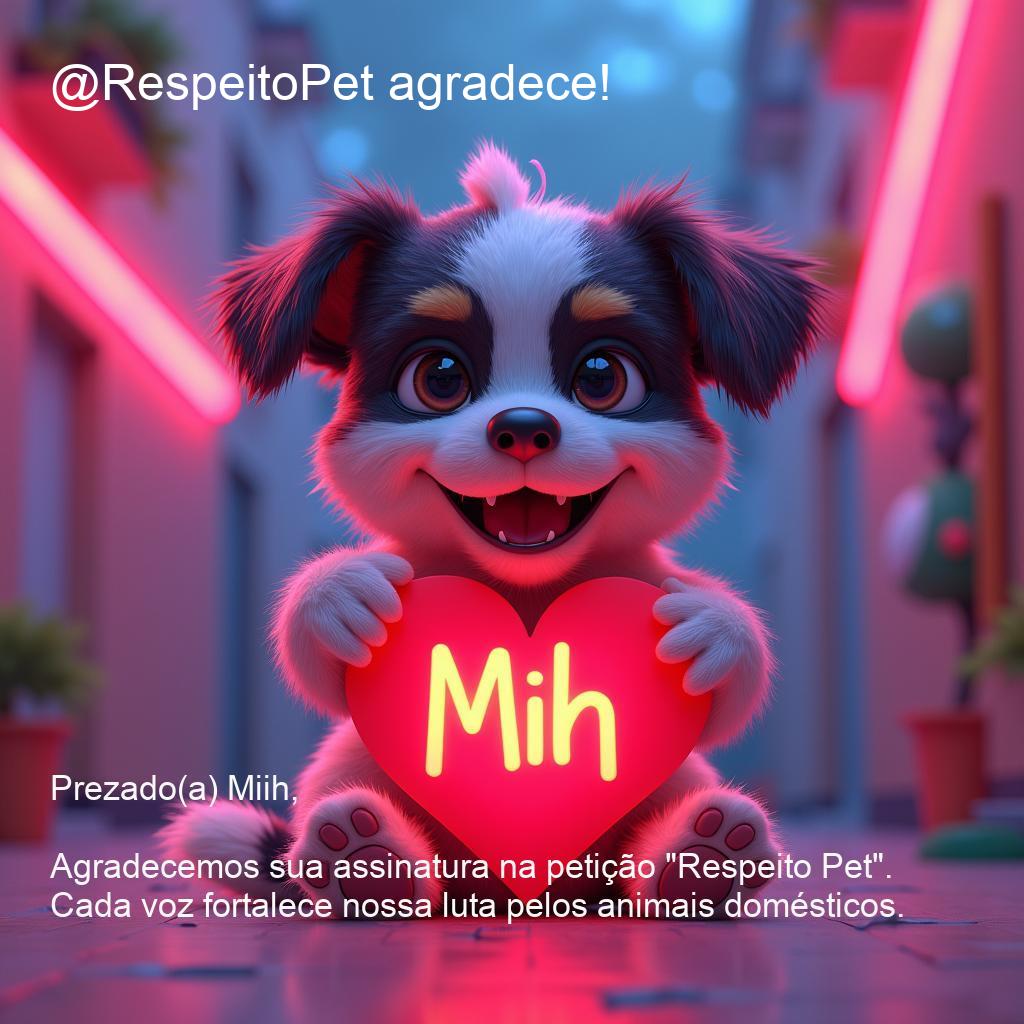 @RespeitoPet agradece!
Mih
Prezado(a) Miih,
Agradecemos sua assinatura na petição "Respeito Pet".
Cada voz fortalece nossa luta pelos animais domésticos.